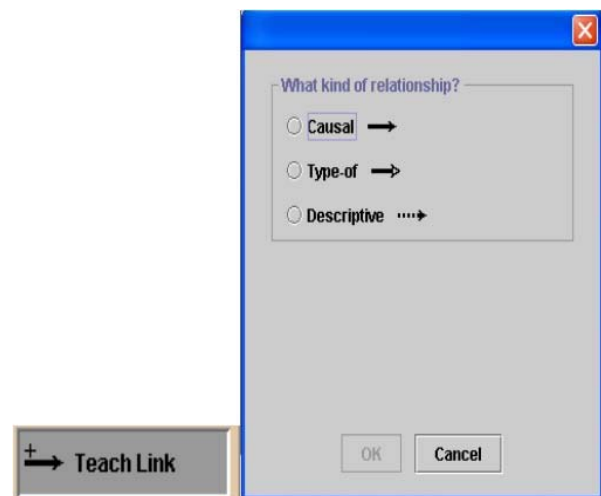 What kind of relationship?
Causal
Type-of
Descriptive
OK Cancel
Teach Link